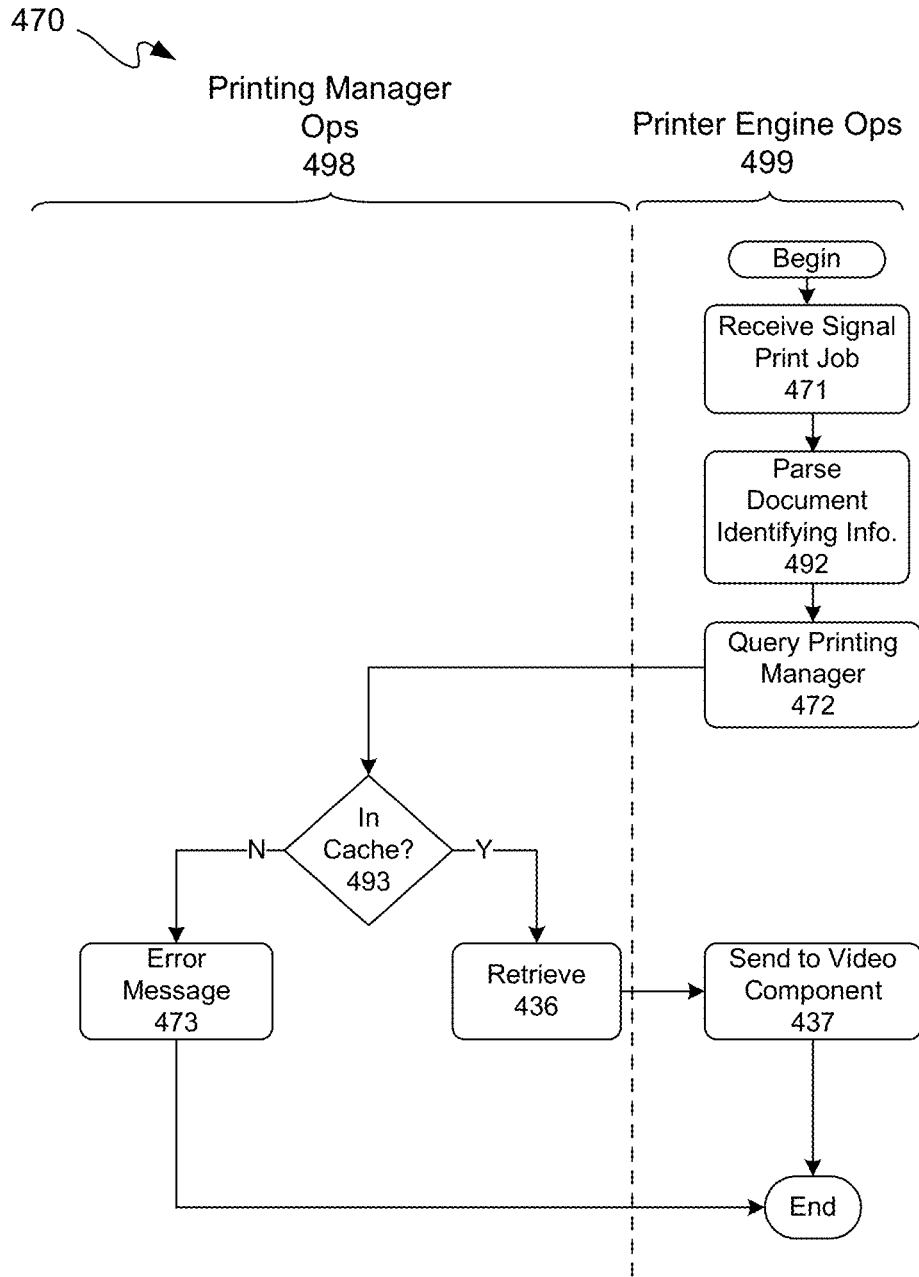 470
Printing Manager
Ops
498
Printer Engine Ops
499
Begin
Receive Signal
Print Job
471
Parse
Document
Identifying Info.
492
Query Printing
Manager
472
In
Cache?
493
N
Y
Error
Message
473
Retrieve
436
Send to Video
Component
437
End